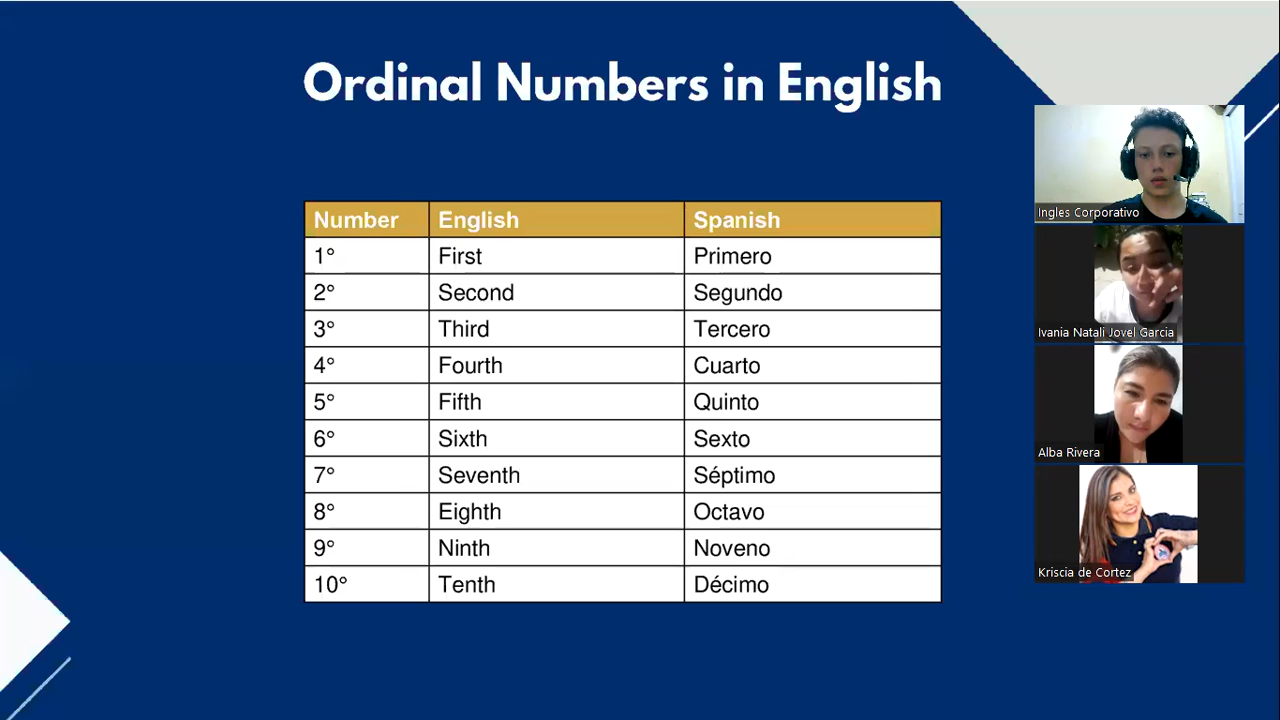 Ordinal Numbers in English
Number English Spanish
1° First Primero
2° Second Segundo
3° Third Tercero
4° Fourth Cuarto
5° Fifth Quinto
6° Sixth Sexto
7° Seventh Séptimo
8° Eighth Octavo
9° Ninth Noveno
10° Tenth Décimo
Ingles Corporativo
Ivania Natali Jovel Garcia
Alba Rivera
Kriscia de Cortez